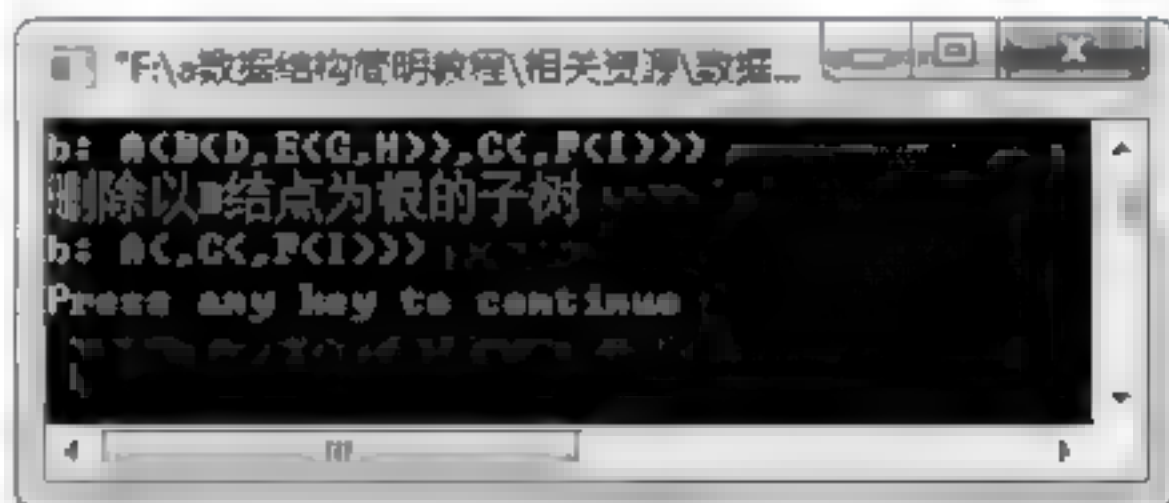 "F:\a数据结构简明教程\相关资源\数据...
b: A(B(D,E(G,H)),C(,F(I)))
删除以B结点为根的子树
b: A(,C(,F(I)))
Press any key to continue